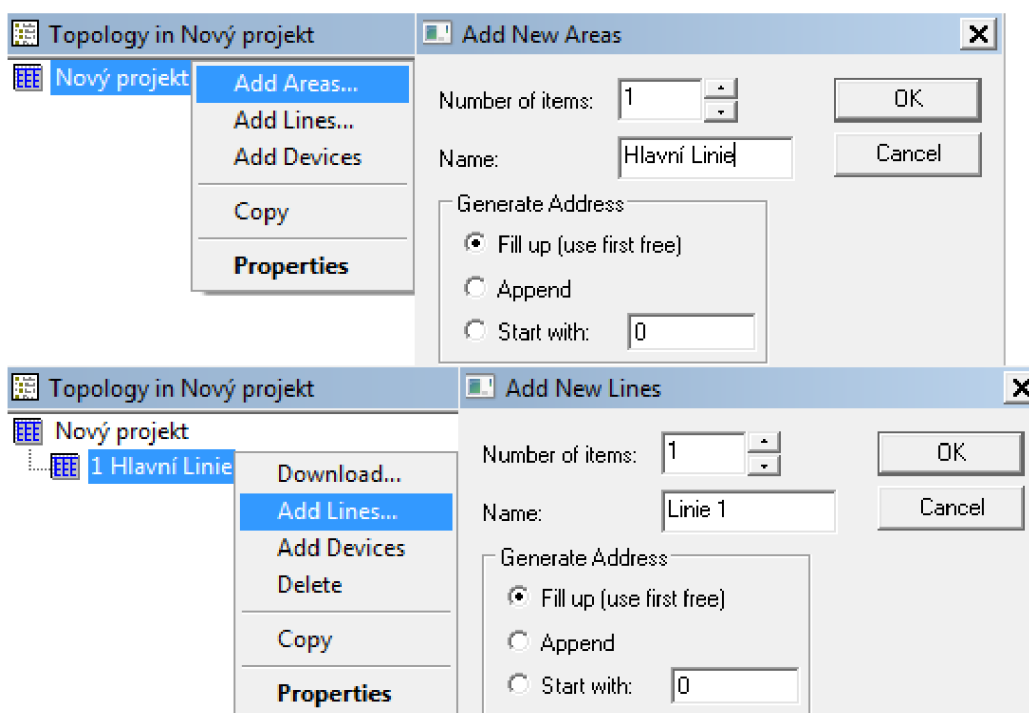 Topology in Nový projekt
Nový projekt
Add Areas...
Add Lines...
Add Devices
Copy
Properties
Add New Areas
Number of items: 1
OK
Name: Hlavní Linie
Cancel
Generate Address
Fill up (use first free)
Append
Start with: 0
Topology in Nový projekt
Nový projekt
1 Hlavní Linie
Download...
Add Lines...
Add Devices
Delete
Copy
Properties
Add New Lines
Number of items: 1
OK
Name: Linie 1
Cancel
Generate Address
Fill up (use first free)
Append
Start with: 0